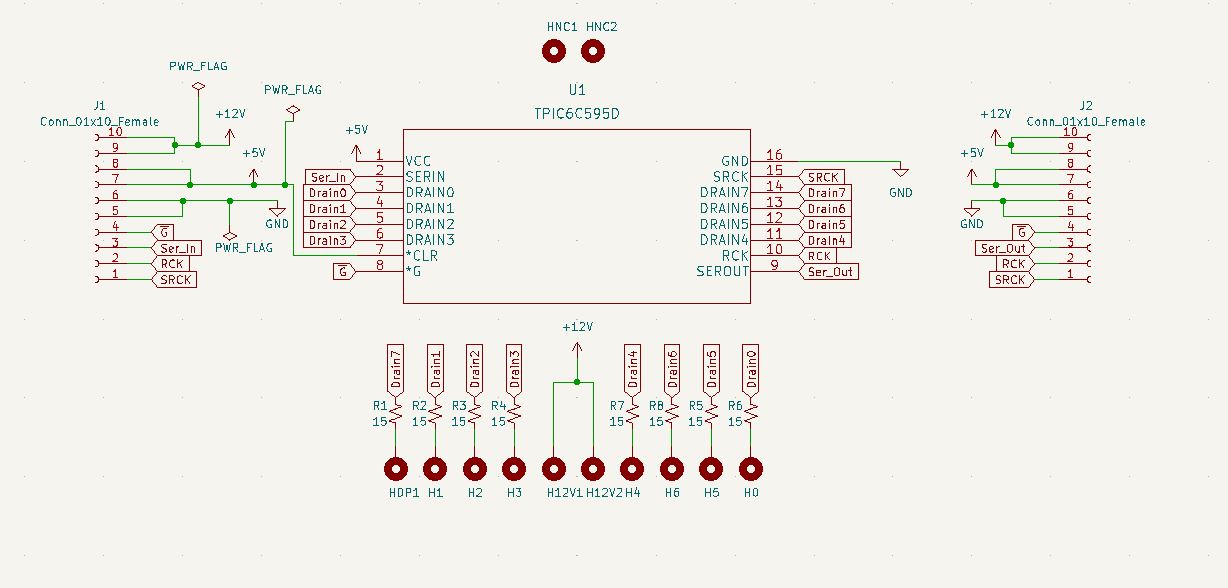 HNC1 HNC2
PWR_FLAG
PWR_FLAG
U1
TPIC6C595D
J1
Conn_01x10_Female
+12V
+5V
10
9
8
7
6
5
4
3
2
1
GND
PWR_FLAG
G
Ser_In
RCK
SRCK
+5V
1 VCC
Ser_In 2 SERIN
Drain0 3 DRAIN0
Drain1 4 DRAIN1
Drain2 5 DRAIN2
Drain3 6 DRAIN3
7 *CLR
G 8 *G
GND 16
SRCK 15 SRCK
DRAIN7 14 Drain7
DRAIN6 13 Drain6
DRAIN5 12 Drain5
DRAIN4 11 Drain4
RCK 10 RCK
SEROUT 9 Ser_Out
GND
J2
Conn_01x10_Female
+12V
+5V
GND
10
9
8
7
6
5
G 4
Ser_Out 3
RCK 2
SRCK 1
+12V
Drain7
Drain1
Drain2
Drain3
Drain4
Drain6
Drain5
Drain0
R1 R2 R3 R4 R7 R8 R5 R6
15 15 15 15 15 15 15 15
HDP1 H1 H2 H3 H12V1 H12V2 H4 H6 H5 H0